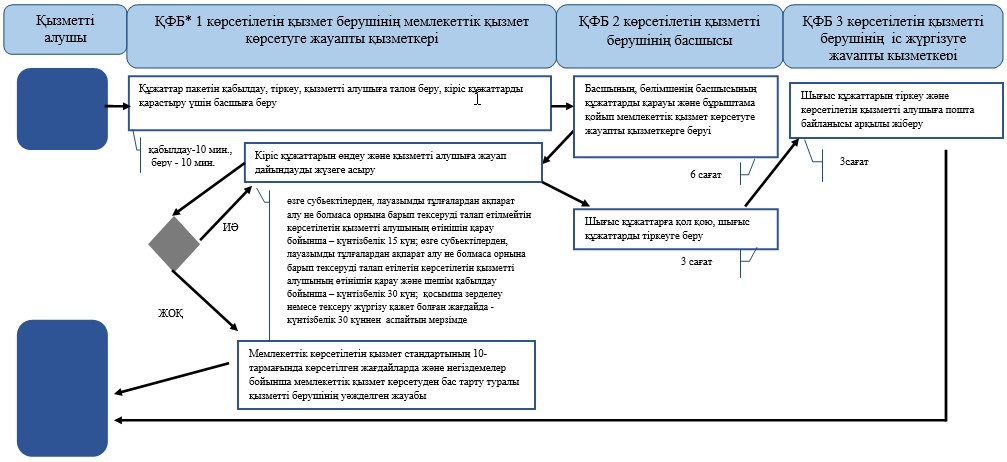 Қызметті
алушы
ҚФБ* 1 көрсетілетін қызмет берушінің мемлекеттік қызмет
көрсетуге жауапты қызметкері
ҚФБ 2 көрсетілетін қызметті
берушінің басшысы
ҚФБ 3 көрсетілетін қызметті
берушінің іс жүргізуге
жауапты қызметкері
Құжаттар пакетін қабылдау, тіркеу, қызметті алушыға талон беру, кіріс құжаттарды
қарастыру үшін басшыға беру
Басшының, бөлімшенің басшысының
құжаттарды қарауы және бұрыштама
қойып мемлекеттік қызмет көрсетуге
жауапты қызметкерге беруі
Шығыс құжаттарын тіркеу және
көрсетілетін қызметті алушыға пошта
байланысы арқылы жіберу
қабылдау-10 мин.,
беру - 10 мин.
Кіріс құжаттарын өңдеу және қызметті алушыға жауап
дайындауды жүзеге асыру
6 сағат
3сағат
өзге субъектілерден, лауазымды тұлғалардан ақпарат
алу не болмаса орнына барып тексеруді талап етілмейтін
көрсетілетін қызметті алушының өтінішін қарау
бойынша – күнтізбелік 15 күн; өзге субъектілерден,
лауазымды тұлғалардан ақпарат алу не болмаса орнына
барып тексеруді талап етілетін көрсетілетін қызметті
алушының өтінішін қарау және шешім қабылдау
бойынша – күнтізбелік 30 күн; қосымша зерделеу
немесе тексеру жүргізу қажет болған жағдайда -
күнтізбелік 30 күннен аспайтын мерзімде
Шығыс құжаттарға қол қою, шығыс
құжаттарды тіркеуге беру
3 сағат
ИӘ
ЖОҚ
Мемлекеттік көрсетілетін қызмет стандартының 10-
тармағында көрсетілген жағдайларда және негіздемелер
бойынша мемлекеттік қызмет көрсетуден бас тарту туралы
қызметті берушінің уәжделген жауабы